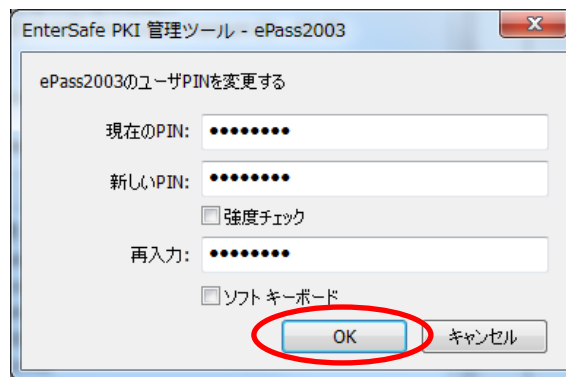 EnterSafe PKI 管理ツール - ePass2003
ePass2003のユーザPINを変更する
現在のPIN: ●●●●●●●●
新しいPIN: ●●●●●●●●
強度チェック
再入力: ●●●●●●●●
ソフト キーボード
OK キャンセル